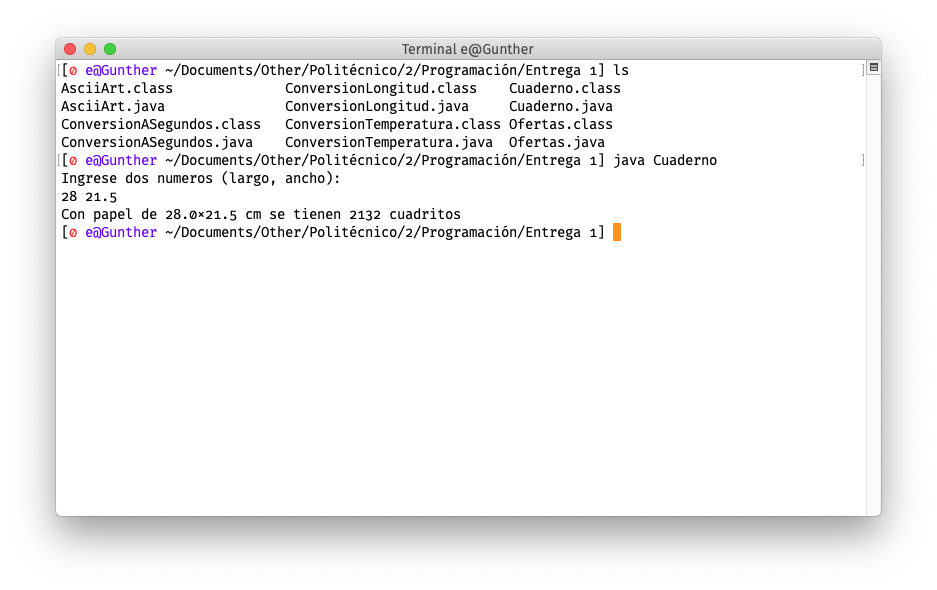 Terminal e@Gunther
[[0 e@Gunther ~/Documents/Other/Politécnico/2/Programación/Entrega 1] ls ]
AsciiArt.class ConversionLongitud.class Cuaderno.class
AsciiArt.java ConversionLongitud.java Cuaderno.java
ConversionASegundos.class ConversionTemperatura.class Ofertas.class
ConversionASegundos.java ConversionTemperatura.java Ofertas.java
[[0 e@Gunther ~/Documents/Other/Politécnico/2/Programación/Entrega 1] java Cuaderno ]
Ingrese dos numeros (largo, ancho):
28 21.5
Con papel de 28.0×21.5 cm se tienen 2132 cuadritos
[0 e@Gunther ~/Documents/Other/Politécnico/2/Programación/Entrega 1]